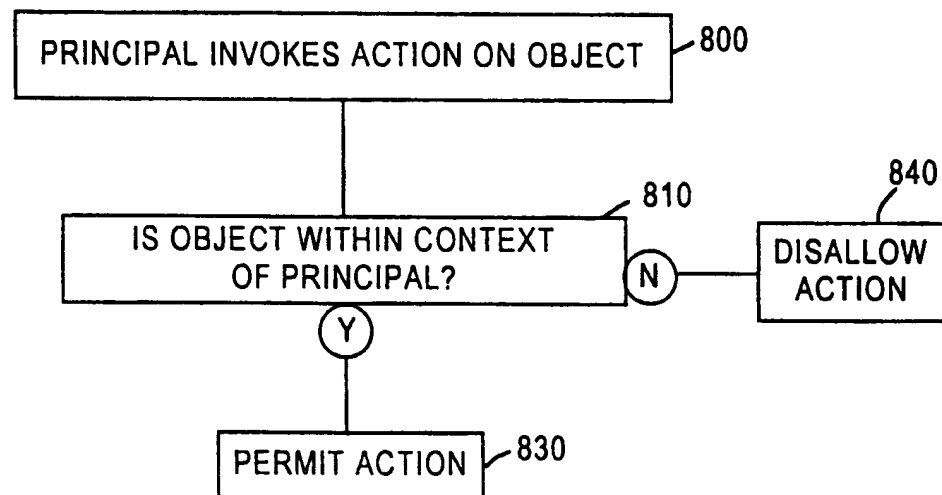 PRINCIPAL INVOKES ACTION ON OBJECT
800
810
IS OBJECT WITHIN CONTEXT
OF PRINCIPAL?
N
840
DISALLOW
ACTION
Y
PERMIT ACTION
830